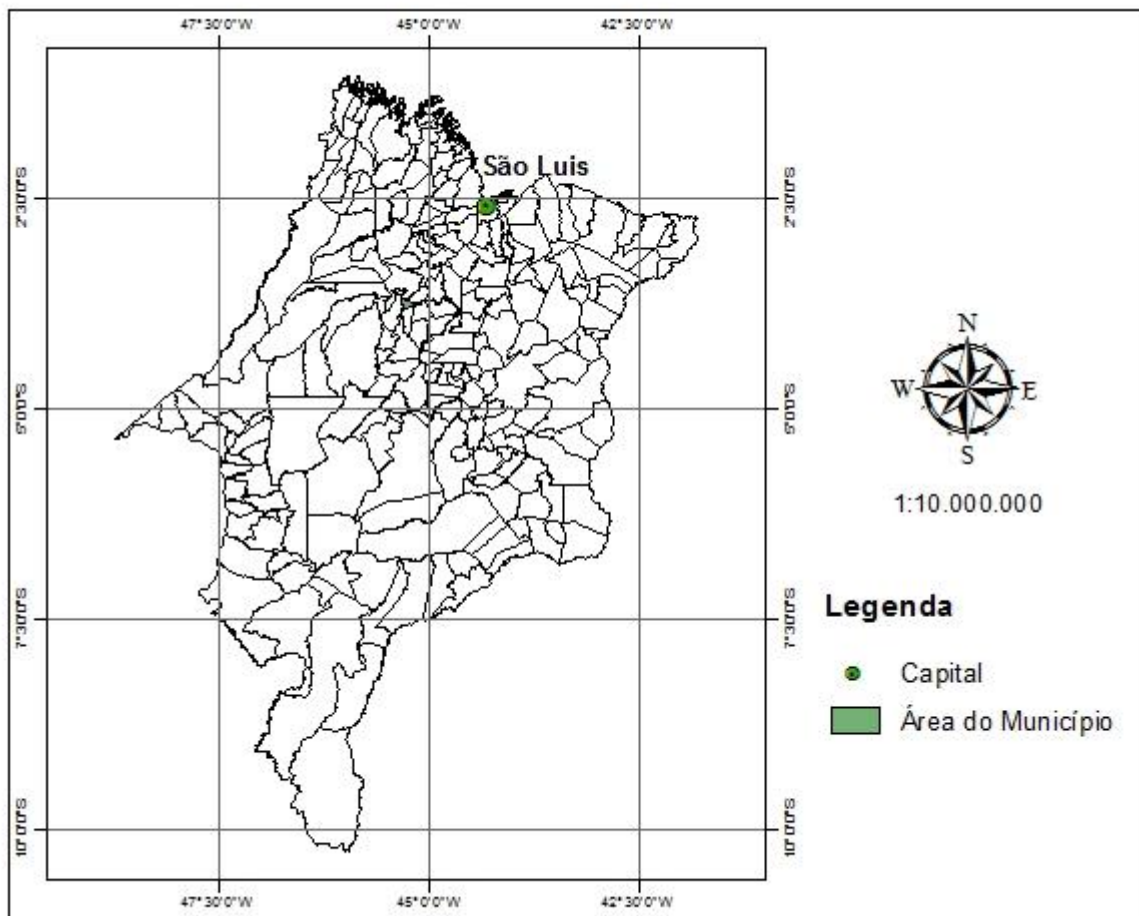 47°30'0"W 45°0'0"W 42°30'0"W
São Luis
2°30'0"S 2°30'0"S
N
W E
S
5°0'0"S 5°0'0"S
1:10.000.000
Legenda
7°30'0"S 7°30'0"S
Capital
Área do Município
10°0'0"S 10°0'0"S
47°30'0"W 45°0'0"W 42°30'0"W